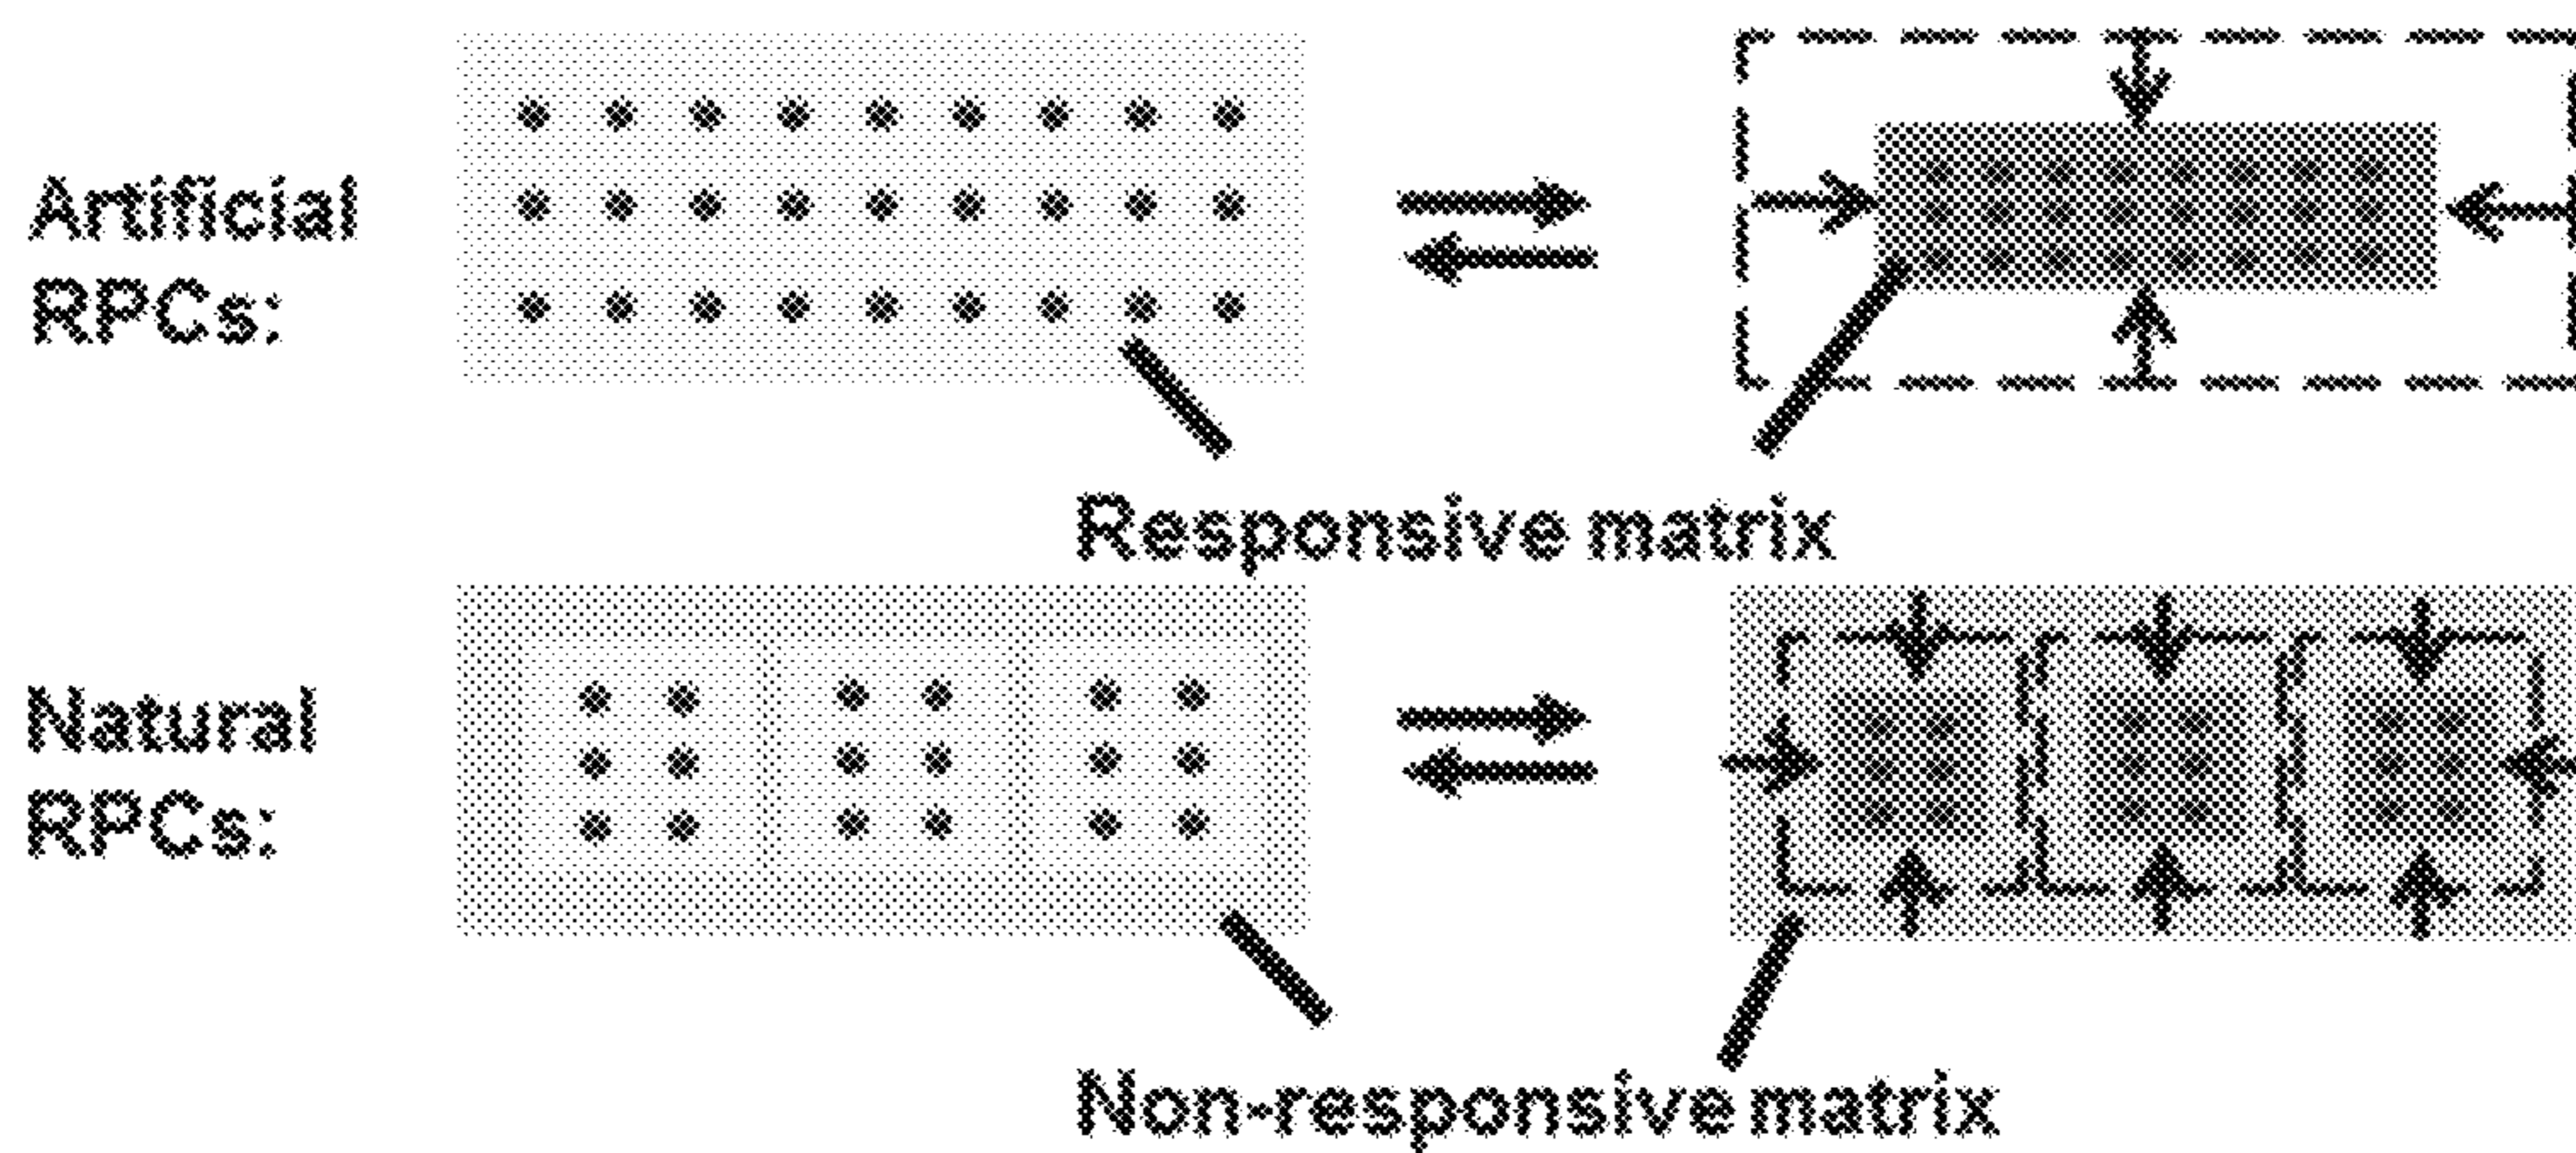 Artificial
RPCs:
Responsive matrix
Natural
RPCs:
Non-responsive matrix